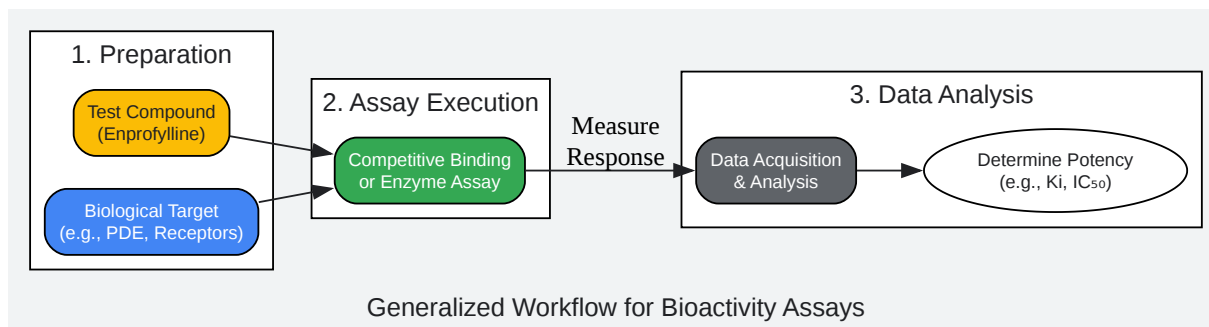 1. Preparation
Test Compound
(Enprofylline)
Biological Target
(e.g., PDE, Receptors)
2. Assay Execution
Competitive Binding
or Enzyme Assay
Measure
Response
3. Data Analysis
Data Acquisition
& Analysis
Determine Potency
(e.g., Ki, IC₅₀)
Generalized Workflow for Bioactivity Assays